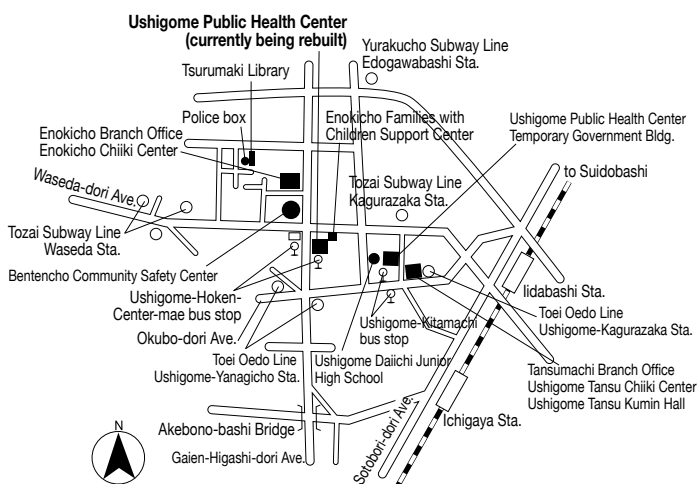 Ushigome Public Health Center
(currently being rebuilt)
Yurakucho Subway Line
Edogawabashi Sta.
Tsurumaki Library
Police box
Enokicho Families with
Children Support Center
Ushigome Public Health Center
Temporary Government Bldg.
Enokicho Branch Office
Enokicho Chiiki Center
to Suidobashi
Waseda-dori Ave.
Tozai Subway Line
Kagurazaka Sta.
Tozai Subway Line
Waseda Sta.
Bentencho Community Safety Center
Ushigome-Hoken-
Center-mae bus stop
Iidabashi Sta.
Toei Oedo Line
Ushigome-Kagurazaka Sta.
Ushigome-Kitamachi
bus stop
Okubo-dori Ave.
Toei Oedo Line
Ushigome-Yanagicho Sta.
Ushigome Daiichi Junior
High School
Tansumachi Branch Office
Ushigome Tansu Chiiki Center
Ushigome Tansu Kumin Hall
Ichigaya Sta.
Sotobori-dori Ave.
Akebono-bashi Bridge
Gaien-Higashi-dori Ave.
N